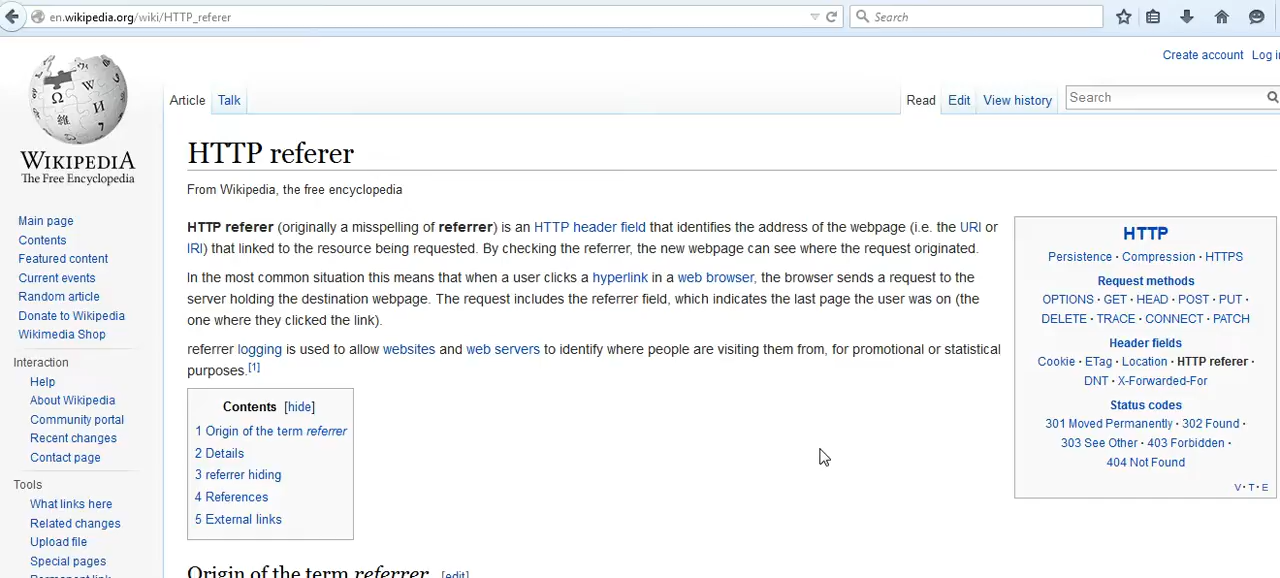 en.wikipedia.org/wiki/HTTP_referer
Search
Create account Log in
WIKIPEDIA
The Free Encyclopedia
Article Talk
Read Edit View history
Search
HTTP referer
From Wikipedia, the free encyclopedia
HTTP referer (originally a misspelling of referrer) is an HTTP header field that identifies the address of the webpage (i.e. the URI or
IRI) that linked to the resource being requested. By checking the referrer, the new webpage can see where the request originated.
In the most common situation this means that when a user clicks a hyperlink in a web browser, the browser sends a request to the
server holding the destination webpage. The request includes the referrer field, which indicates the last page the user was on (the
one where they clicked the link).
referrer logging is used to allow websites and web servers to identify where people are visiting them from, for promotional or statistical
purposes.[1]
Contents [hide]
1 Origin of the term referrer
2 Details
3 referrer hiding
4 References
5 External links
Origin of the term referrer [edit]
HTTP
Persistence · Compression · HTTPS
Request methods
OPTIONS · GET · HEAD · POST · PUT ·
DELETE · TRACE · CONNECT · PATCH
Header fields
Cookie · ETag · Location · HTTP referer ·
DNT · X-Forwarded-For
Status codes
301 Moved Permanently · 302 Found ·
303 See Other · 403 Forbidden ·
404 Not Found
V · T · E
Main page
Contents
Featured content
Current events
Random article
Donate to Wikipedia
Wikimedia Shop
Interaction
Help
About Wikipedia
Community portal
Recent changes
Contact page
Tools
What links here
Related changes
Upload file
Special pages
Permanent link